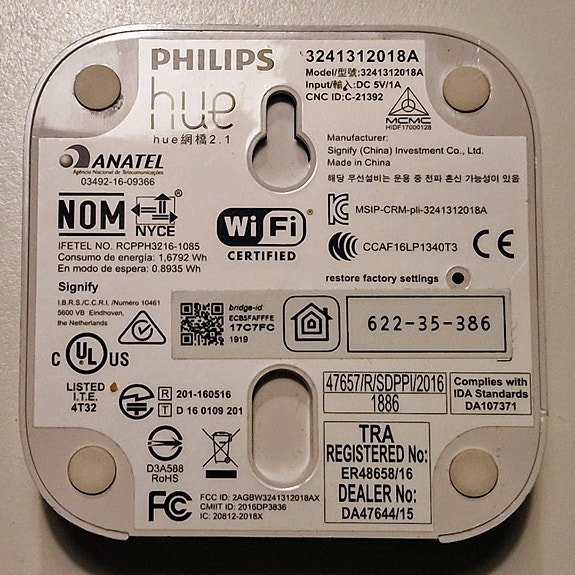 PHILIPS
hue
hue網橋2.1
3241312018A
Model/型號:3241312018A
Input/輸入:DC 5V/1A
CNC ID:C-21392
MCMC
HIDF17000128
Manufacturer:
Signify (China) Investment Co., Ltd.
Made in China
해당 무선설비는 운용 중 전파 혼신 가능성이 있음
ANATEL
Agência Nacional de Telecomunicações
03492-16-09366
NOM
NYCE
IFETEL NO. RCPPH3216-1085
Consumo de energía: 1,6792 Wh
En modo de espera: 0.8935 Wh
WiFi
CERTIFIED
MSIP-CRM-pli-3241312018A
CCAF16LP1340T3
CE
restore factory settings
Signify
I.B.R.S./C.C.R.I. /Numéro 10461
5600 VB Eindhoven,
the Netherlands
bridge-id
ECB5FAFFFE
17C7FC
1919
622-35-386
C UL US
LISTED
I.T.E.
4T32
R 201-160516
T D 16 0109 201
47657/R/SDPPI/2016
1886
Complies with
IDA Standards
DA107371
D3A588
RoHS
TRA
REGISTERED No:
ER48658/16
DEALER No:
DA47644/15
FC
FCC ID: 2AGBW3241312018AX
CMIIT ID: 2016DP3836
IC: 20812-2018X